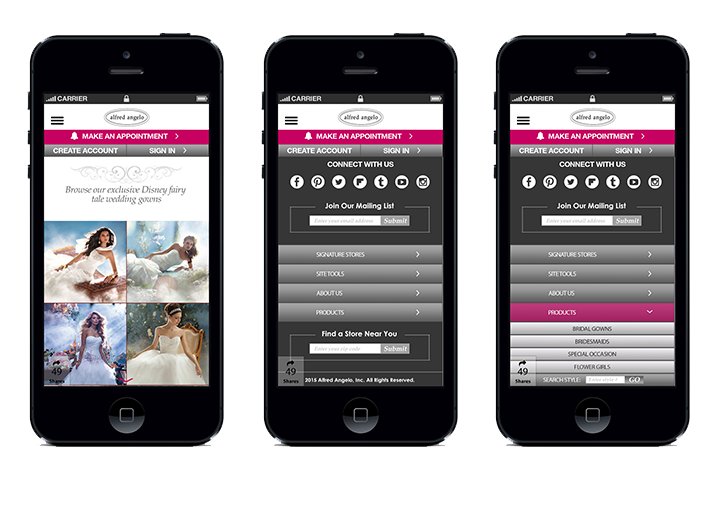 CARRIER
alfred angelo
MAKE AN APPOINTMENT
CREATE ACCOUNT SIGN IN
Browse our exclusive Disney fairy
tale wedding gowns
49
Shares
CARRIER
alfred angelo
MAKE AN APPOINTMENT
CREATE ACCOUNT SIGN IN
CONNECT WITH US
Join Our Mailing List
Enter your email address Submit
SIGNATURE STORES
SITE TOOLS
ABOUT US
PRODUCTS
Find a Store Near You
Enter your zip code Submit
49
Shares
2015 Alfred Angelo, Inc. All Rights Reserved.
CARRIER
alfred angelo
MAKE AN APPOINTMENT
CREATE ACCOUNT SIGN IN
CONNECT WITH US
Join Our Mailing List
Enter your email address Submit
SIGNATURE STORES
SITE TOOLS
ABOUT US
PRODUCTS
BRIDAL GOWNS
BRIDESMAIDS
SPECIAL OCCASION
FLOWER GIRLS
49
Shares
SEARCH STYLE: Enter style # GO